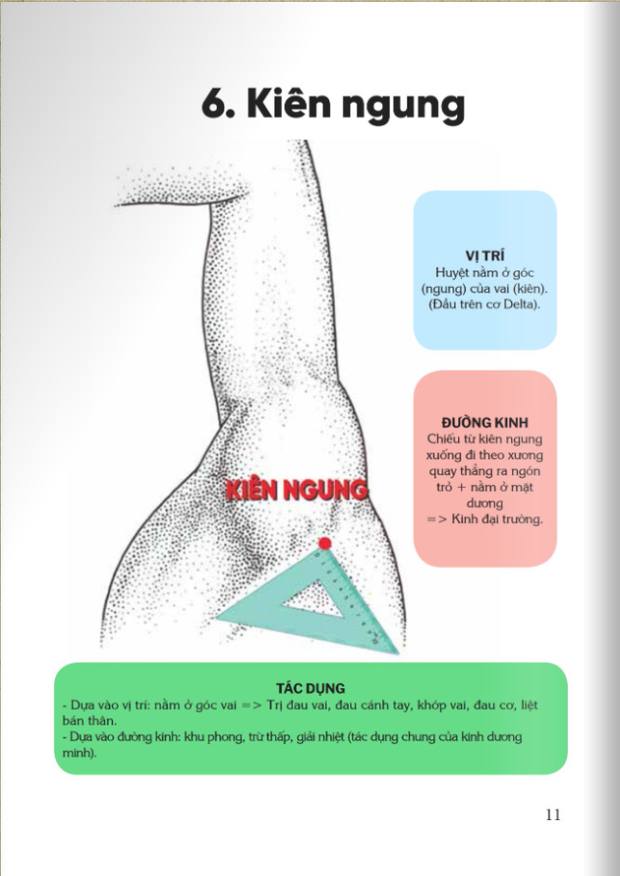 6. Kiên ngung
VỊ TRÍ
Huyệt nằm ở góc
(ngung) của vai (kiên).
(Đầu trên cơ Delta).
ĐƯỜNG KINH
Chiếu từ kiên ngung
xuống đi theo xương
quay thẳng ra ngón
trỏ + nằm ở mặt
dương
=> Kinh đại trường.
KIÊN NGUNG
TÁC DỤNG
- Dựa vào vị trí: nằm ở góc vai => Trị đau vai, đau cánh tay, khớp vai, đau cơ, liệt
bán thân.
- Dựa vào đường kinh: khu phong, trừ thấp, giải nhiệt (tác dụng chung của kinh dương
minh).
11